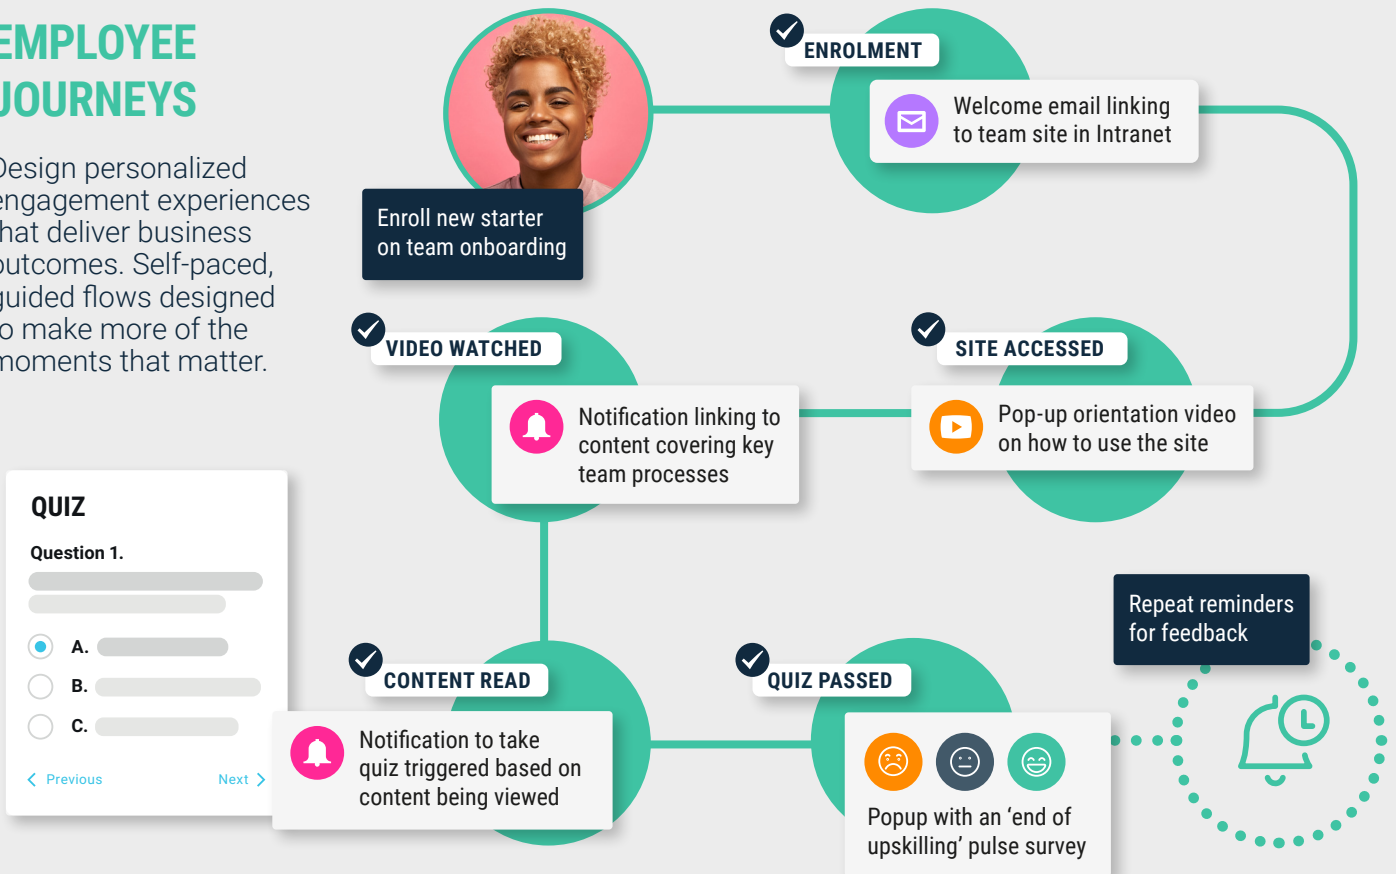 EMPLOYEE
JOURNEYS
Design personalized
engagement experiences
that deliver business
outcomes. Self-paced,
guided flows designed
to make more of the
moments that matter.
Enroll new starter
on team onboarding
ENROLMENT
Welcome email linking
to team site in Intranet
SITE ACCESSED
Pop-up orientation video
on how to use the site
VIDEO WATCHED
Notification linking to
content covering key
team processes
CONTENT READ
Notification to take
quiz triggered based on
content being viewed
QUIZ
Question 1.
A.
B.
C.
Previous
Next
QUIZ PASSED
Popup with an ‘end of
upskilling’ pulse survey
Repeat reminders
for feedback